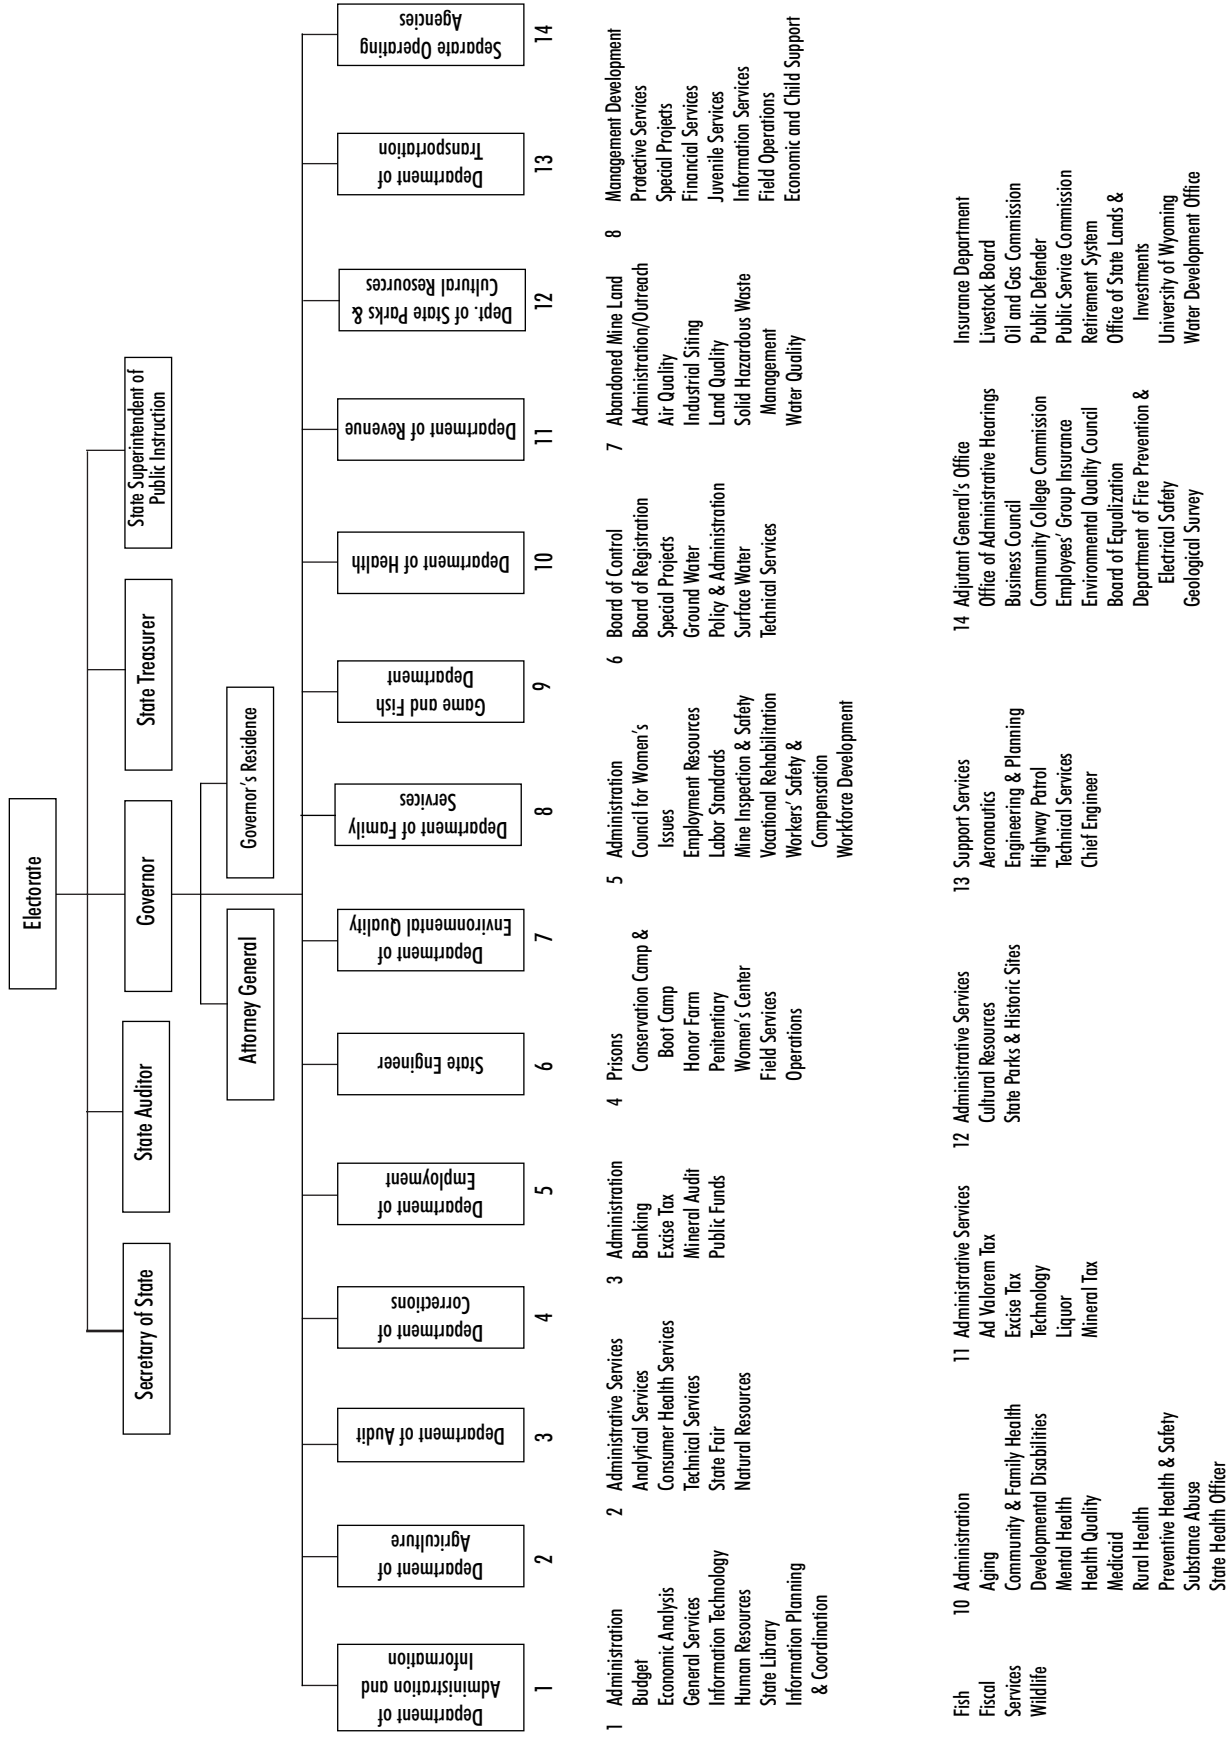 Electorate
Secretary of State
State Auditor
Governor
State Treasurer
State Superintendent of
Public Instruction
Attorney General
Governor's Residence
Department of
Administration and
Information
Department of
Agriculture
Department of Audit
Department of
Corrections
Department of
Employment
State Engineer
Department of
Environmental Quality
Department of Family
Services
Game and Fish
Department
Department of Health
Department of Revenue
Dept. of State Parks &
Cultural Resources
Department of
Transportation
Separate Operating
Agencies
1
2
3
4
5
6
7
8
9
10
11
12
13
14
1 Administration
Budget
Economic Analysis
General Services
Information Technology
Human Resources
State Library
Information Planning
& Coordination
2 Administrative Services
Analytical Services
Consumer Health Services
Technical Services
State Fair
Natural Resources
3 Administration
Banking
Excise Tax
Mineral Audit
Public Funds
4 Prisons
Conservation Camp &
Boot Camp
Honor Farm
Penitentiary
Women's Center
Field Services
Operations
5 Administration
Council for Women's
Issues
Employment Resources
Labor Standards
Mine Inspection & Safety
Vocational Rehabilitation
Workers' Safety &
Compensation
Workforce Development
6 Board of Control
Board of Registration
Special Projects
Ground Water
Policy & Administration
Surface Water
Technical Services
7 Abandoned Mine Land
Administration/Outreach
Air Quality
Industrial Siting
Land Quality
Solid Hazardous Waste
Management
Water Quality
8 Management Development
Protective Services
Special Projects
Financial Services
Juvenile Services
Information Services
Field Operations
Economic and Child Support
Fish
Fiscal
Services
Wildlife
10 Administration
Aging
Community & Family Health
Developmental Disabilities
Mental Health
Health Quality
Medicaid
Rural Health
Preventive Health & Safety
Substance Abuse
State Health Officer
11 Administrative Services
Ad Valorem Tax
Excise Tax
Technology
Liquor
Mineral Tax
12 Administrative Services
Cultural Resources
State Parks & Historic Sites
13 Support Services
Aeronautics
Engineering & Planning
Highway Patrol
Technical Services
Chief Engineer
14 Adjutant General's Office
Office of Administrative Hearings
Business Council
Community College Commission
Employees' Group Insurance
Environmental Quality Council
Board of Equalization
Department of Fire Prevention &
Electrical Safety
Geological Survey
Insurance Department
Livestock Board
Oil and Gas Commission
Public Defender
Public Service Commission
Retirement System
Office of State Lands &
Investments
University of Wyoming
Water Development Office